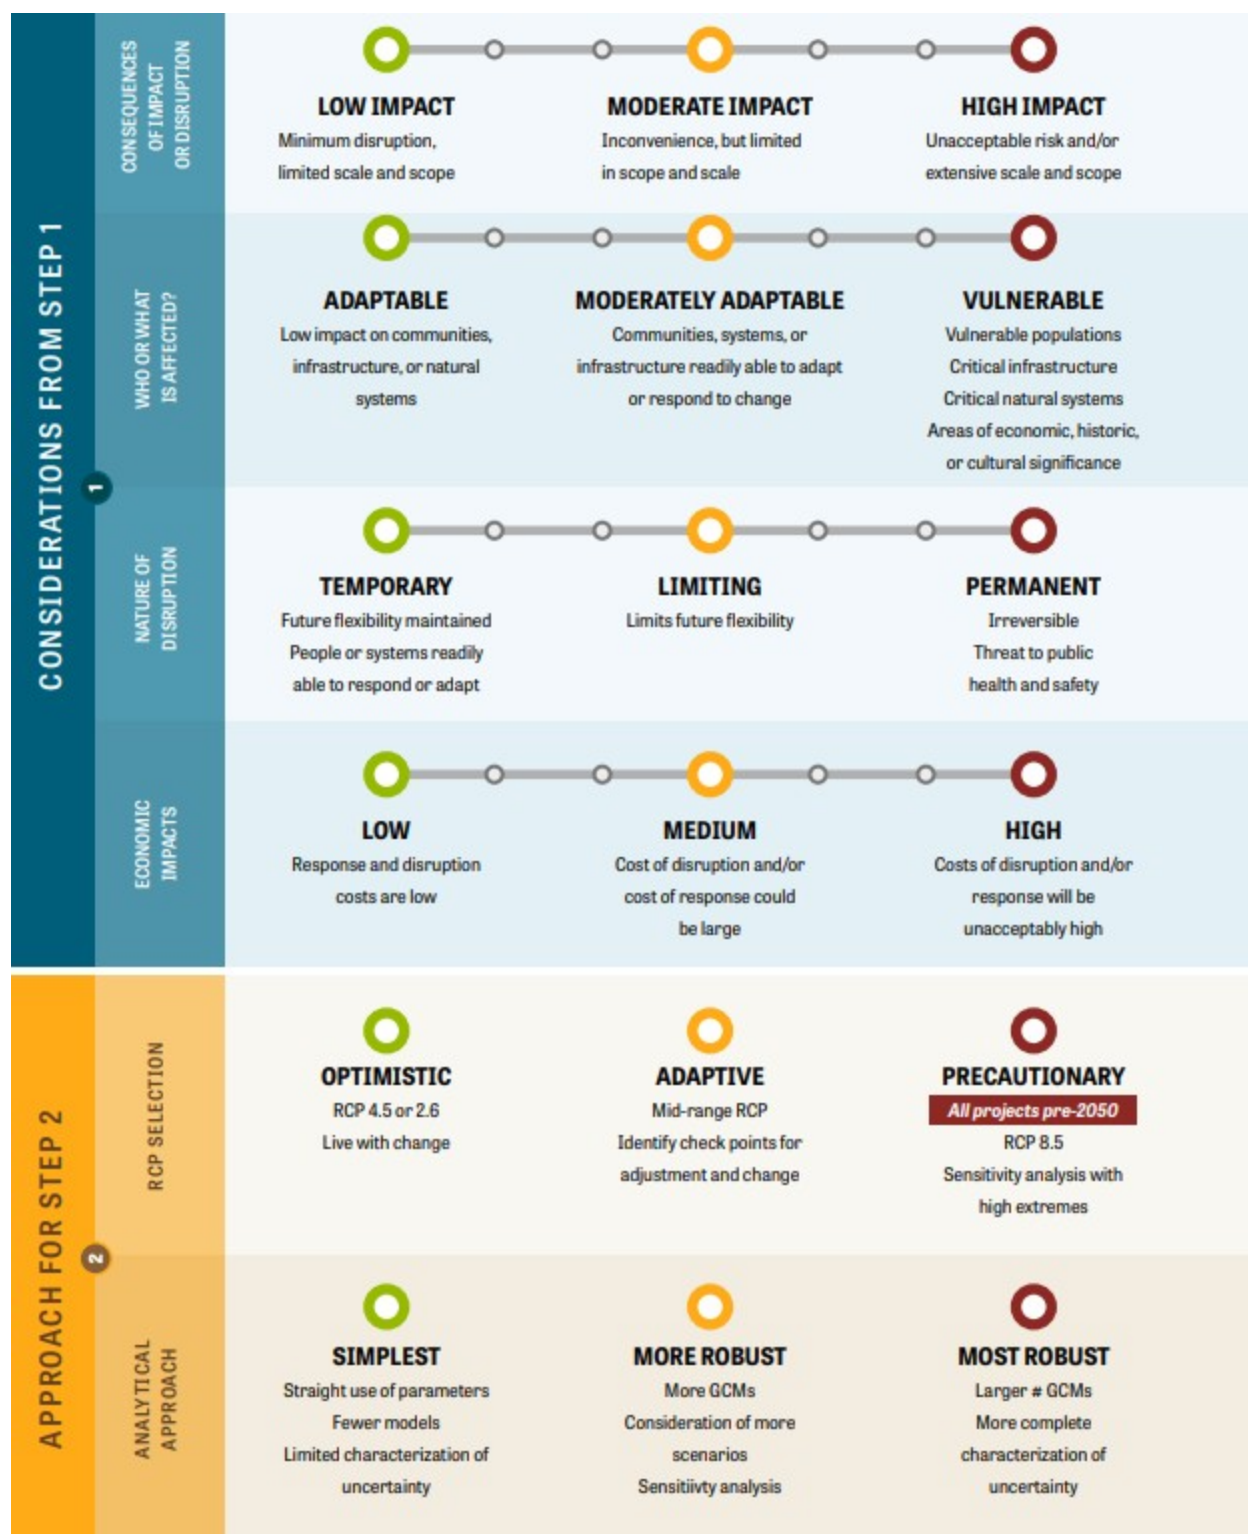 CONSIDERATIONS FROM STEP 1
1
CONSEQUENCES
OF IMPACT
OR DISRUPTION
LOW IMPACT
Minimum disruption,
limited scale and scope
MODERATE IMPACT
Inconvenience, but limited
in scope and scale
HIGH IMPACT
Unacceptable risk and/or
extensive scale and scope
WHO OR WHAT
IS AFFECTED?
ADAPTABLE
Low impact on communities,
infrastructure, or natural
systems
MODERATELY ADAPTABLE
Communities, systems, or
infrastructure readily able to adapt
or respond to change
VULNERABLE
Vulnerable populations
Critical infrastructure
Critical natural systems
Areas of economic, historic,
or cultural significance
NATURE OF
DISRUPTION
TEMPORARY
Future flexibility maintained
People or systems readily
able to respond or adapt
LIMITING
Limits future flexibility
PERMANENT
Irreversible
Threat to public
health and safety
ECONOMIC
IMPACTS
LOW
Response and disruption
costs are low
MEDIUM
Cost of disruption and/or
cost of response could
be large
HIGH
Costs of disruption and/or
response will be
unacceptably high
APPROACH FOR STEP 2
2
RCP SELECTION
OPTIMISTIC
RCP 4.5 or 2.6
Live with change
ADAPTIVE
Mid-range RCP
Identify check points for
adjustment and change
PRECAUTIONARY
All projects pre-2050
RCP 8.5
Sensitivity analysis with
high extremes
ANALYTICAL
APPROACH
SIMPLEST
Straight use of parameters
Fewer models
Limited characterization of
uncertainty
MORE ROBUST
More GCMs
Consideration of more
scenarios
Sensitiivty analysis
MOST ROBUST
Larger # GCMs
More complete
characterization of
uncertainty